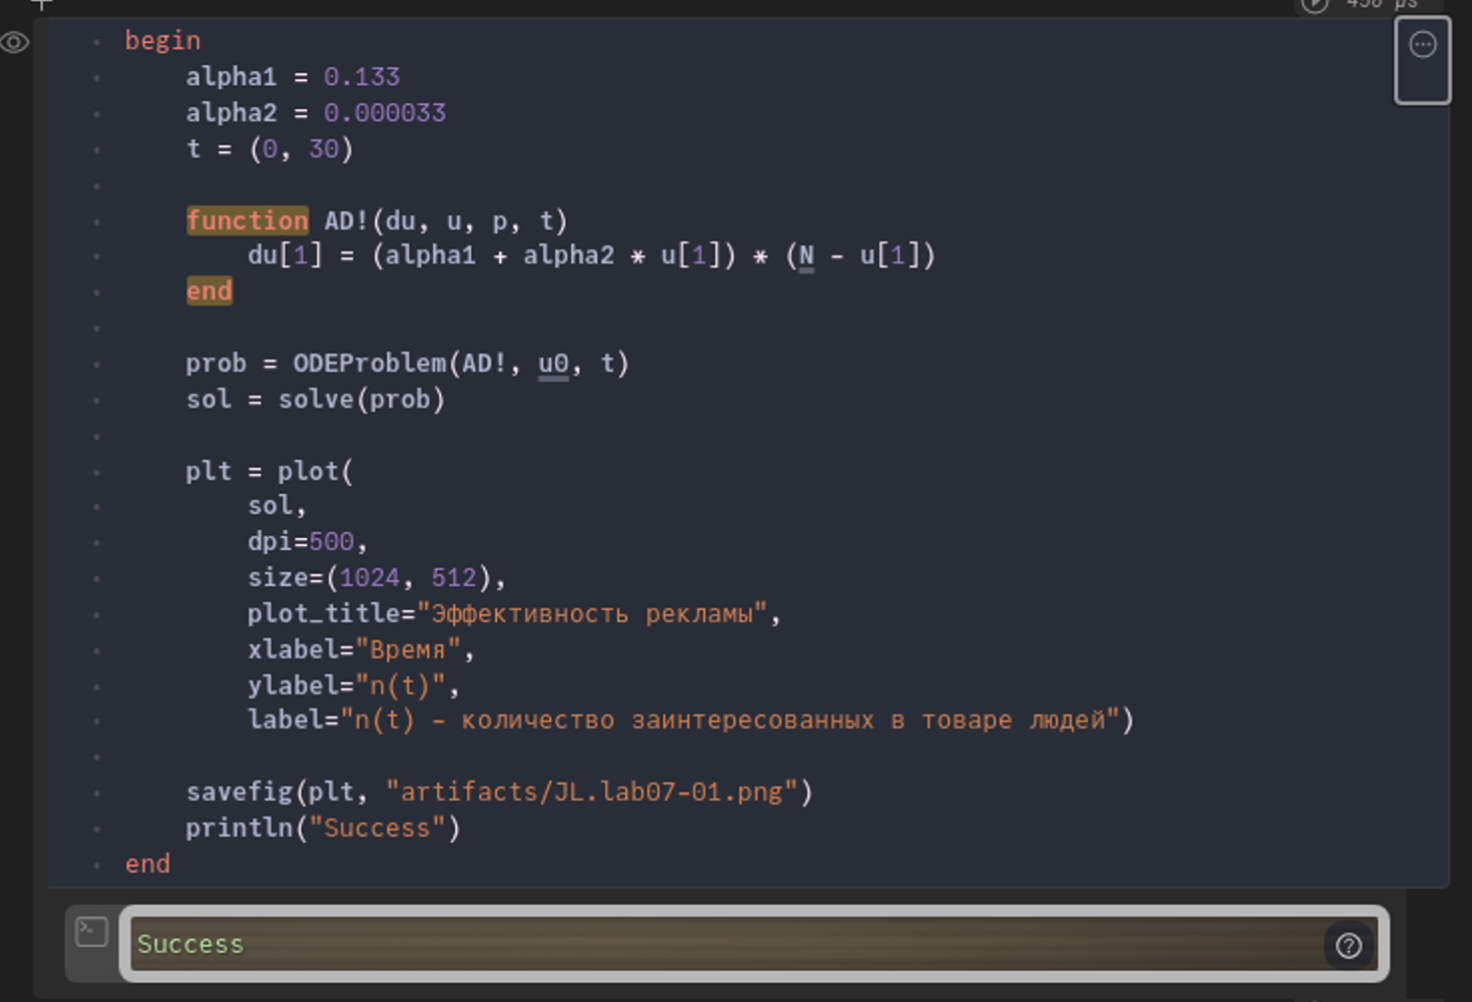 458 μs
begin
alpha1 = 0.133
alpha2 = 0.000033
t = (0, 30)
function AD!(du, u, p, t)
du[1] = (alpha1 + alpha2 * u[1]) * (N - u[1])
end
prob = ODEProblem(AD!, u0, t)
sol = solve(prob)
plt = plot(
sol,
dpi=500,
size=(1024, 512),
plot_title="Эффективность рекламы",
xlabel="Время",
ylabel="n(t)",
label="n(t) - количество заинтересованных в товаре людей")
savefig(plt, "artifacts/JL.lab07-01.png")
println("Success")
end
Success